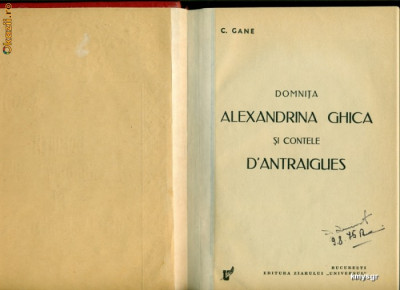 C. GANE
DOMNIȚA
ALEXANDRINA GHICA
ȘI CONTELE
D'ANTRAIGUES
BUCUREȘTI
EDITURA ZIARULUI „UNIVERSUL"